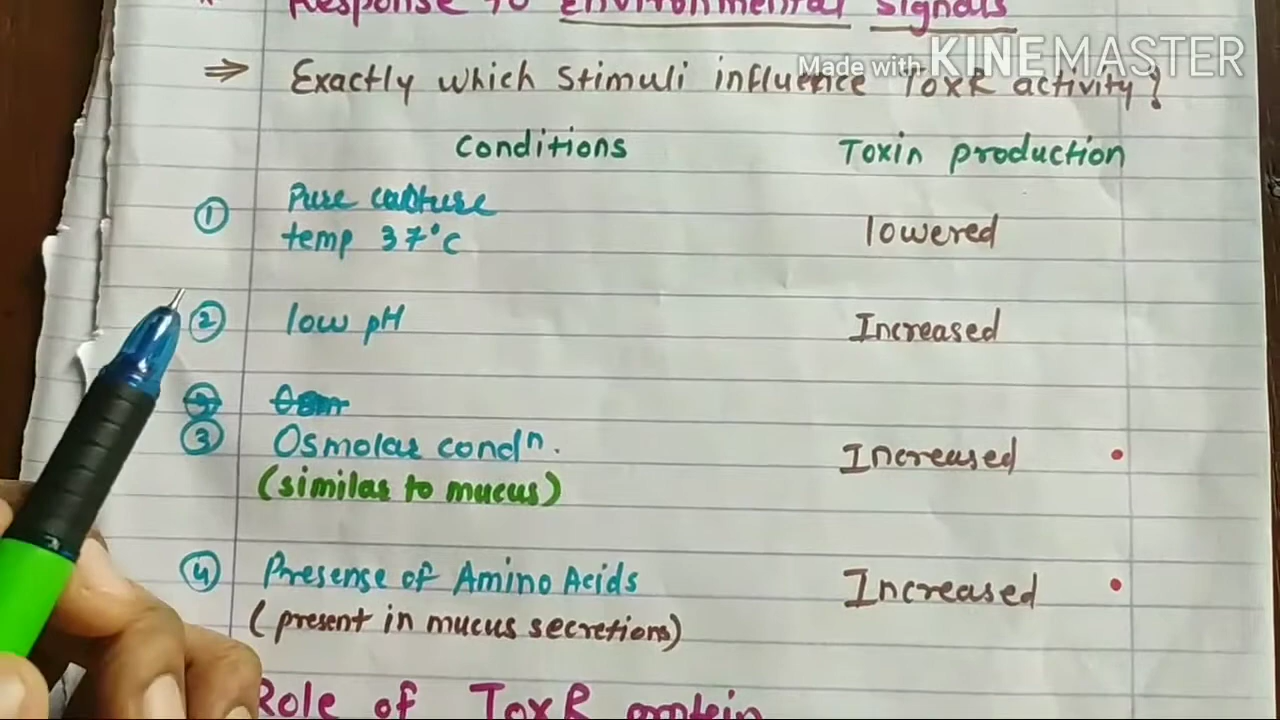 Response to Environmental Signals
Made with KINEMASTER
⇒ Exactly which stimuli influence ToxR activity?
Conditions Toxin production
① Pure culture
temp 37°C lowered
② low pH Increased
③ Osmolar condⁿ. Increased
(similar to mucus)
④ Presense of Amino Acids Increased
(present in mucus secretions)
Role of ToxR protein